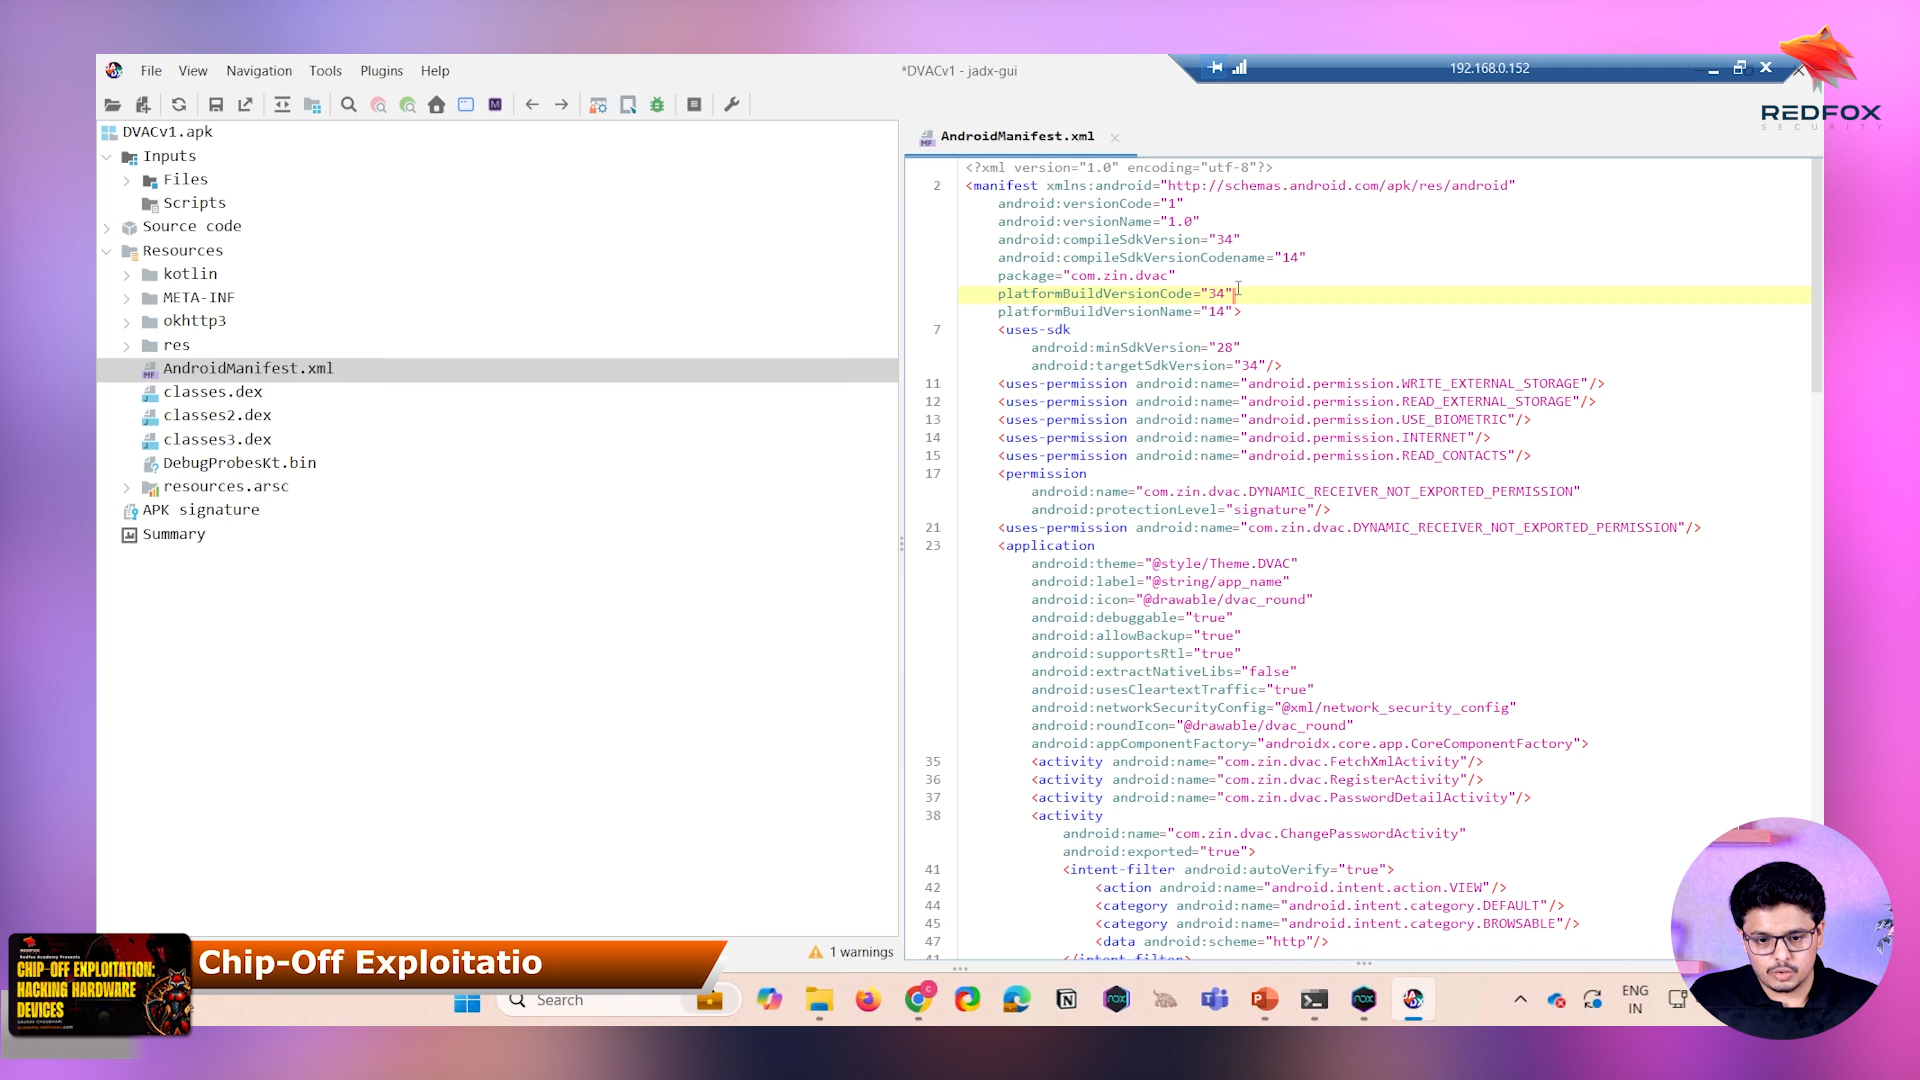 File View Navigation Tools Plugins Help
*DVACv1 - jadx-gui
192.168.0.152
REDFOX
SECURITY
DVACv1.apk
Inputs
Files
Scripts
Source code
Resources
kotlin
META-INF
okhttp3
res
AndroidManifest.xml
classes.dex
classes2.dex
classes3.dex
DebugProbesKt.bin
resources.arsc
APK signature
Summary
1 warnings
AndroidManifest.xml
<?xml version="1.0" encoding="utf-8"?>
2 <manifest xmlns:android="http://schemas.android.com/apk/res/android"
android:versionCode="1"
android:versionName="1.0"
android:compileSdkVersion="34"
android:compileSdkVersionCodename="14"
package="com.zin.dvac"
platformBuildVersionCode="34"
platformBuildVersionName="14">
7 <uses-sdk
android:minSdkVersion="28"
android:targetSdkVersion="34"/>
11 <uses-permission android:name="android.permission.WRITE_EXTERNAL_STORAGE"/>
12 <uses-permission android:name="android.permission.READ_EXTERNAL_STORAGE"/>
13 <uses-permission android:name="android.permission.USE_BIOMETRIC"/>
14 <uses-permission android:name="android.permission.INTERNET"/>
15 <uses-permission android:name="android.permission.READ_CONTACTS"/>
17 <permission
android:name="com.zin.dvac.DYNAMIC_RECEIVER_NOT_EXPORTED_PERMISSION"
android:protectionLevel="signature"/>
21 <uses-permission android:name="com.zin.dvac.DYNAMIC_RECEIVER_NOT_EXPORTED_PERMISSION"/>
23 <application
android:theme="@style/Theme.DVAC"
android:label="@string/app_name"
android:icon="@drawable/dvac_round"
android:debuggable="true"
android:allowBackup="true"
android:supportsRtl="true"
android:extractNativeLibs="false"
android:usesCleartextTraffic="true"
android:networkSecurityConfig="@xml/network_security_config"
android:roundIcon="@drawable/dvac_round"
android:appComponentFactory="androidx.core.app.CoreComponentFactory">
35 <activity android:name="com.zin.dvac.FetchXmlActivity"/>
36 <activity android:name="com.zin.dvac.RegisterActivity"/>
37 <activity android:name="com.zin.dvac.PasswordDetailActivity"/>
38 <activity
android:name="com.zin.dvac.ChangePasswordActivity"
android:exported="true">
41 <intent-filter android:autoVerify="true">
42 <action android:name="android.intent.action.VIEW"/>
44 <category android:name="android.intent.category.DEFAULT"/>
45 <category android:name="android.intent.category.BROWSABLE"/>
47 <data android:scheme="http"/>
41 </intent-filter>
Redfox Academy Presents
CHIP-OFF EXPLOITATION:
HACKING HARDWARE
DEVICES
Chip-Off Exploitatio
Search
ENG
IN